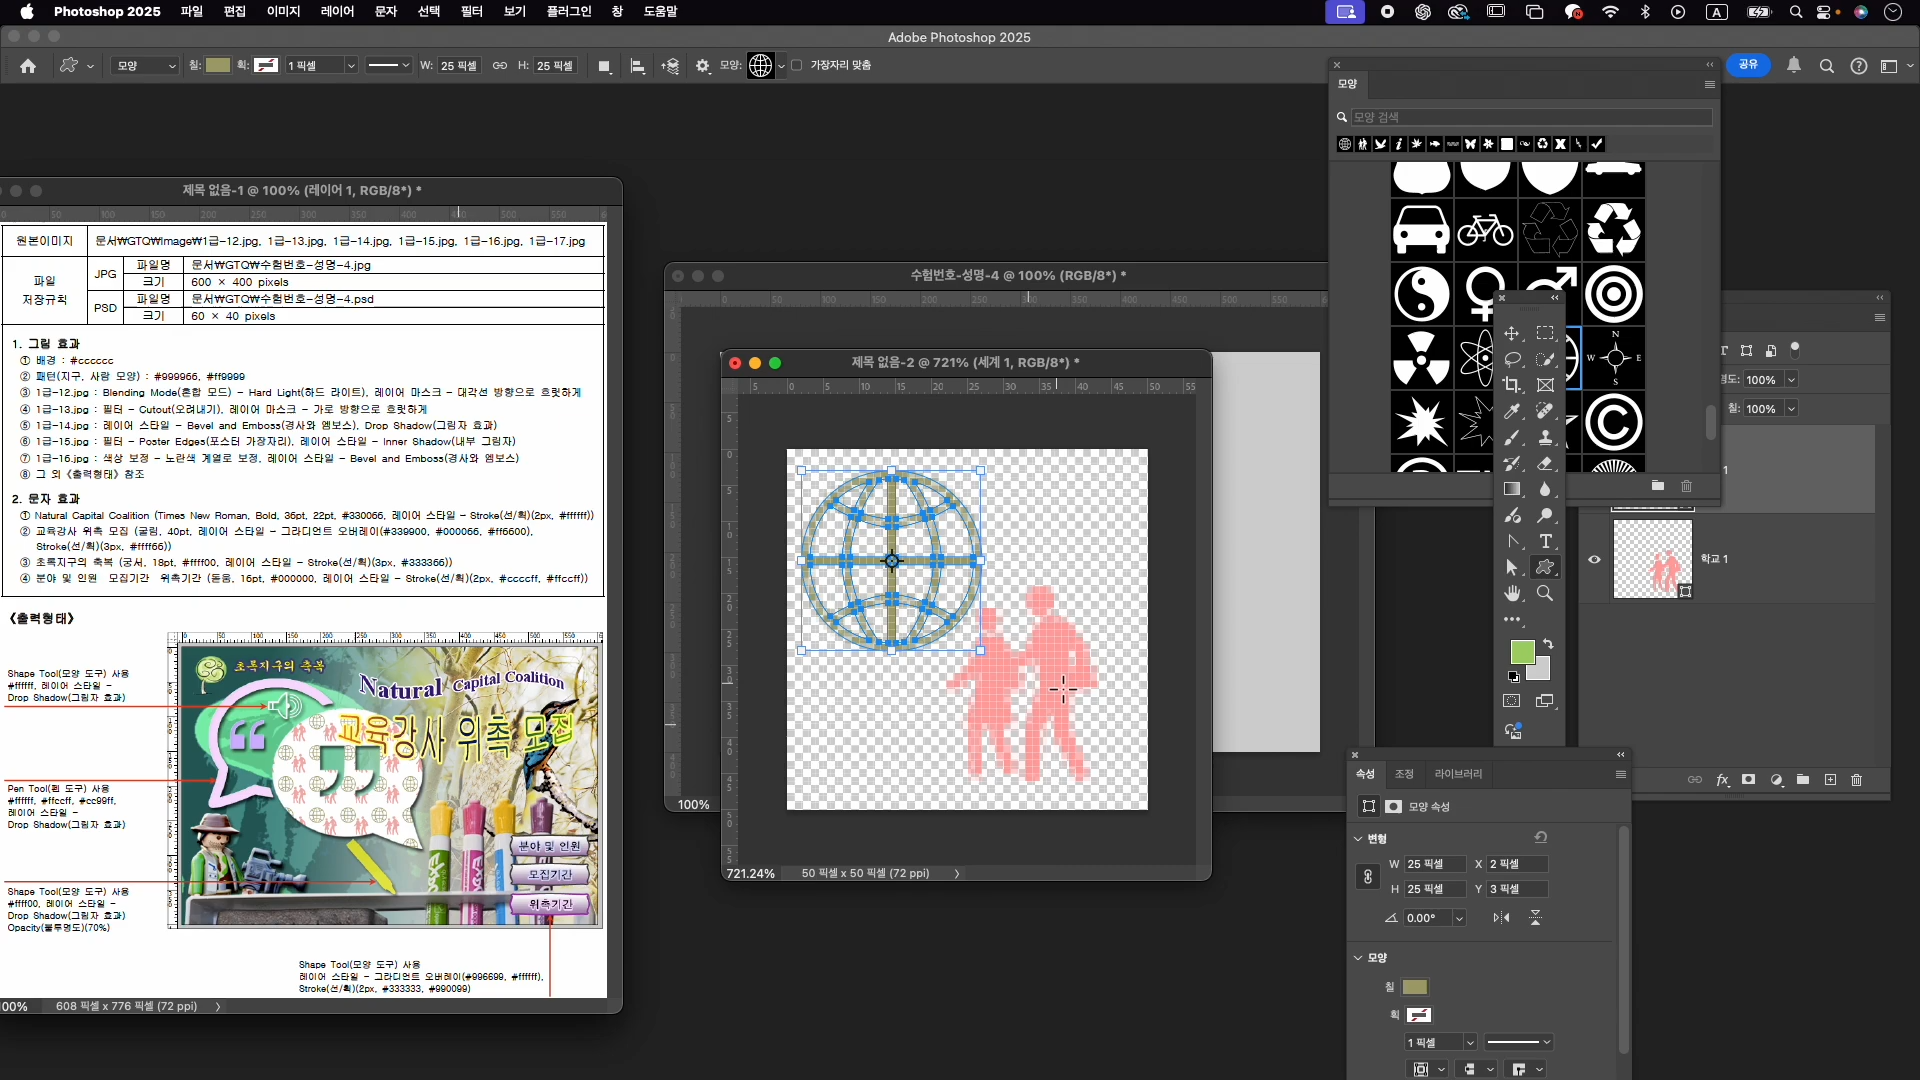 Photoshop 2025 파일 편집 이미지 레이어 문자 선택 필터 보기 플러그인 창 도움말
Adobe Photoshop 2025
모양 칠: 획: 1 픽셀 W: 25 픽셀 H: 25 픽셀 모양: 가장자리 맞춤
공유
모양
모양 검색
제목 없음-1 @ 100% (레이어 1, RGB/8*) *
원본이미지 문서￦GTQ￦Image￦1급-12.jpg, 1급-13.jpg, 1급-14.jpg, 1급-15.jpg, 1급-16.jpg, 1급-17.jpg
파일 저장규칙
JPG 파일명 문서￦GTQ￦수험번호-성명-4.jpg
크기 600 × 400 pixels
PSD 파일명 문서￦GTQ￦수험번호-성명-4.psd
크기 60 × 40 pixels
1. 그림 효과
① 배경 : #cccccc
② 패턴(지구, 사람 모양) : #999966, #ff9999
③ 1급-12.jpg : Blending Mode(혼합 모드) - Hard Light(하드 라이트), 레이어 마스크 - 대각선 방향으로 흐릿하게
④ 1급-13.jpg : 필터 - Cutout(오려내기), 레이어 마스크 - 가로 방향으로 흐릿하게
⑤ 1급-14.jpg : 레이어 스타일 - Bevel and Emboss(경사와 엠보스), Drop Shadow(그림자 효과)
⑥ 1급-15.jpg : 필터 - Poster Edges(포스터 가장자리), 레이어 스타일 - Inner Shadow(내부 그림자)
⑦ 1급-16.jpg : 색상 보정 - 노란색 계열로 보정, 레이어 스타일 - Bevel and Emboss(경사와 엠보스)
⑧ 그 외 《출력형태》 참조
2. 문자 효과
① Natural Capital Coalition (Times New Roman, Bold, 36pt, 22pt, #330066, 레이어 스타일 - Stroke(선/획)(2px, #ffffff))
② 교육강사 위촉 모집 (굴림, 40pt, 레이어 스타일 - 그라디언트 오버레이(#339900, #000066, #ff6600),
Stroke(선/획)(3px, #ffff66))
③ 초록지구의 축복 (궁서, 18pt, #ffff00, 레이어 스타일 - Stroke(선/획)(3px, #333366))
④ 분야 및 인원 모집기간 위촉기간 (돋움, 16pt, #000000, 레이어 스타일 - Stroke(선/획)(2px, #ccccff, #ffccff))
《출력형태》
Shape Tool(모양 도구) 사용
#ffffff, 레이어 스타일 -
Drop Shadow(그림자 효과)
Pen Tool(펜 도구) 사용
#ffffff, #ffccff, #cc99ff,
레이어 스타일 -
Drop Shadow(그림자 효과)
Shape Tool(모양 도구) 사용
#ffff00, 레이어 스타일 -
Drop Shadow(그림자 효과)
Opacity(불투명도)(70%)
초록지구의 축복
Natural Capital Coalition
교육강사 위촉 모집
분야 및 인원
모집기간
위촉기간
Shape Tool(모양 도구) 사용
레이어 스타일 - 그라디언트 오버레이(#996699, #ffffff),
Stroke(선/획)(2px, #333333, #990099)
608 픽셀 x 776 픽셀 (72 ppi)
수험번호-성명-4 @ 100% (RGB/8*) *
100%
제목 없음-2 @ 721% (세계 1, RGB/8*) *
721.24% 50 픽셀 x 50 픽셀 (72 ppi)
100%
칠: 100%
학교 1
속성 조정 라이브러리
모양 속성
변형
W 25 픽셀 X 2 픽셀
H 25 픽셀 Y 3 픽셀
0.00°
모양
칠
획
1 픽셀